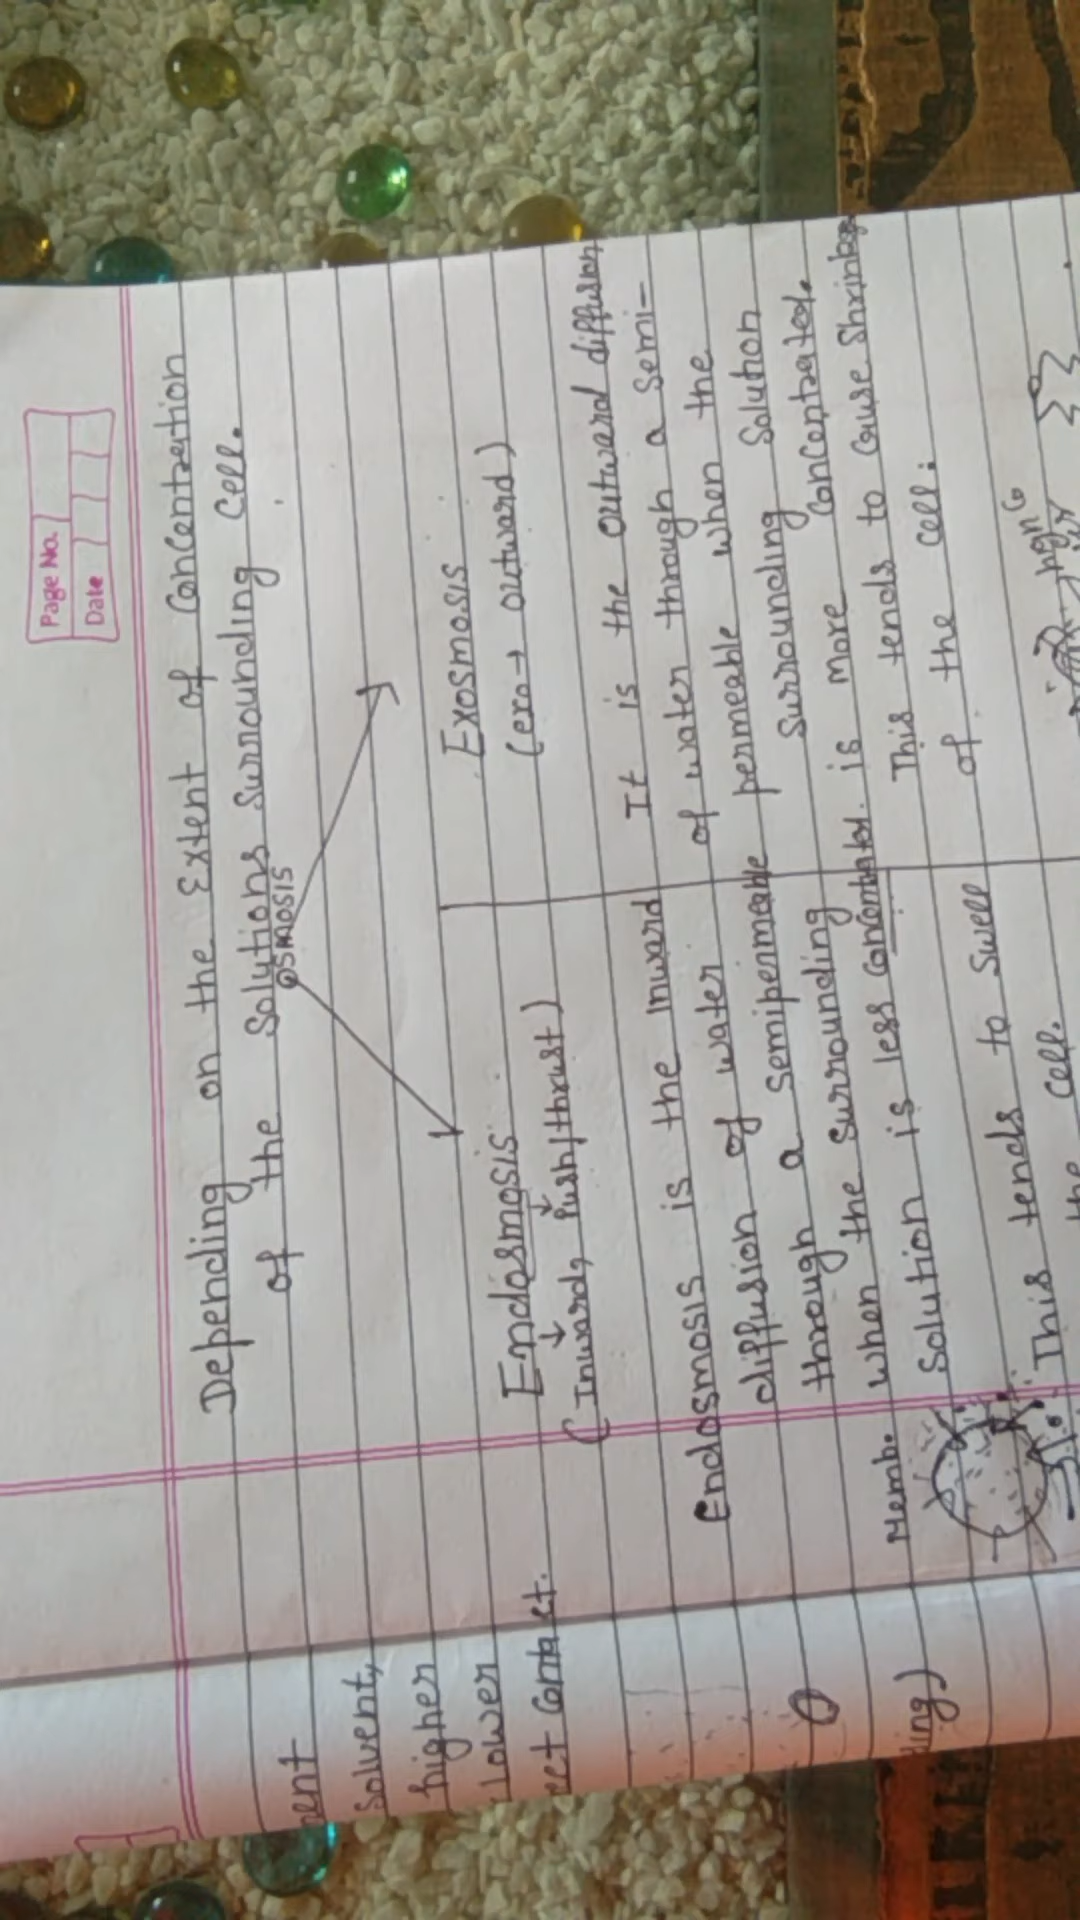 Page No.
Date
Depending on the Extent of Concentration
of the Solutions Surrounding Cell.
Osmosis
Endosmosis
(Inward, Push/thrust)
Endosmosis is the Inward
diffusion of water
through a Semipermeable
Memb. when the Surrounding
Solution is less Concentrated.
This tends to Swell
the Cell.
Exosmosis
(exo→ outward)
It is the outward diffusion
of water through a Semi-
permeable when the
Surrounding Solution
is more Concentrated.
This tends to cause Shrinkage
of the Cell.
Solvent,
higher
Lower